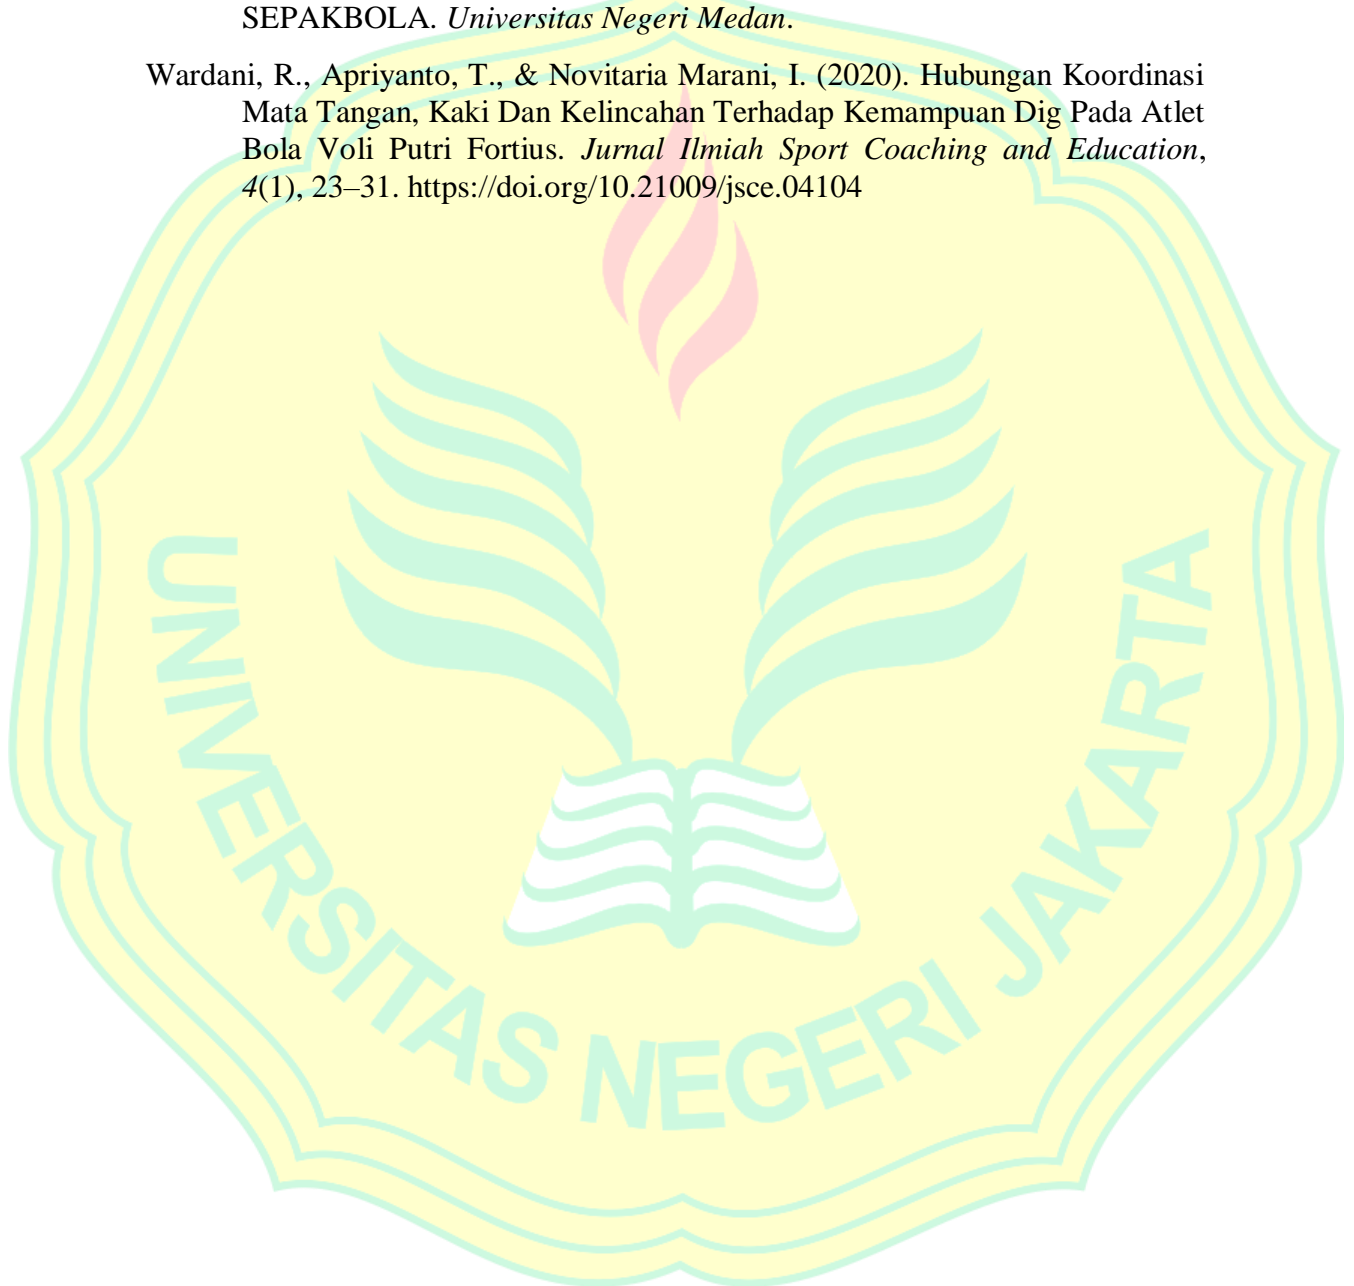 SEPAKBOLA. Universitas Negeri Medan.
Wardani, R., Apriyanto, T., & Novitaria Marani, I. (2020). Hubungan Koordinasi
Mata Tangan, Kaki Dan Kelincahan Terhadap Kemampuan Dig Pada Atlet
Bola Voli Putri Fortius. Jurnal Ilmiah Sport Coaching and Education,
4(1), 23–31. https://doi.org/10.21009/jsce.04104
UNIVERSITAS NEGERI JAKARTA